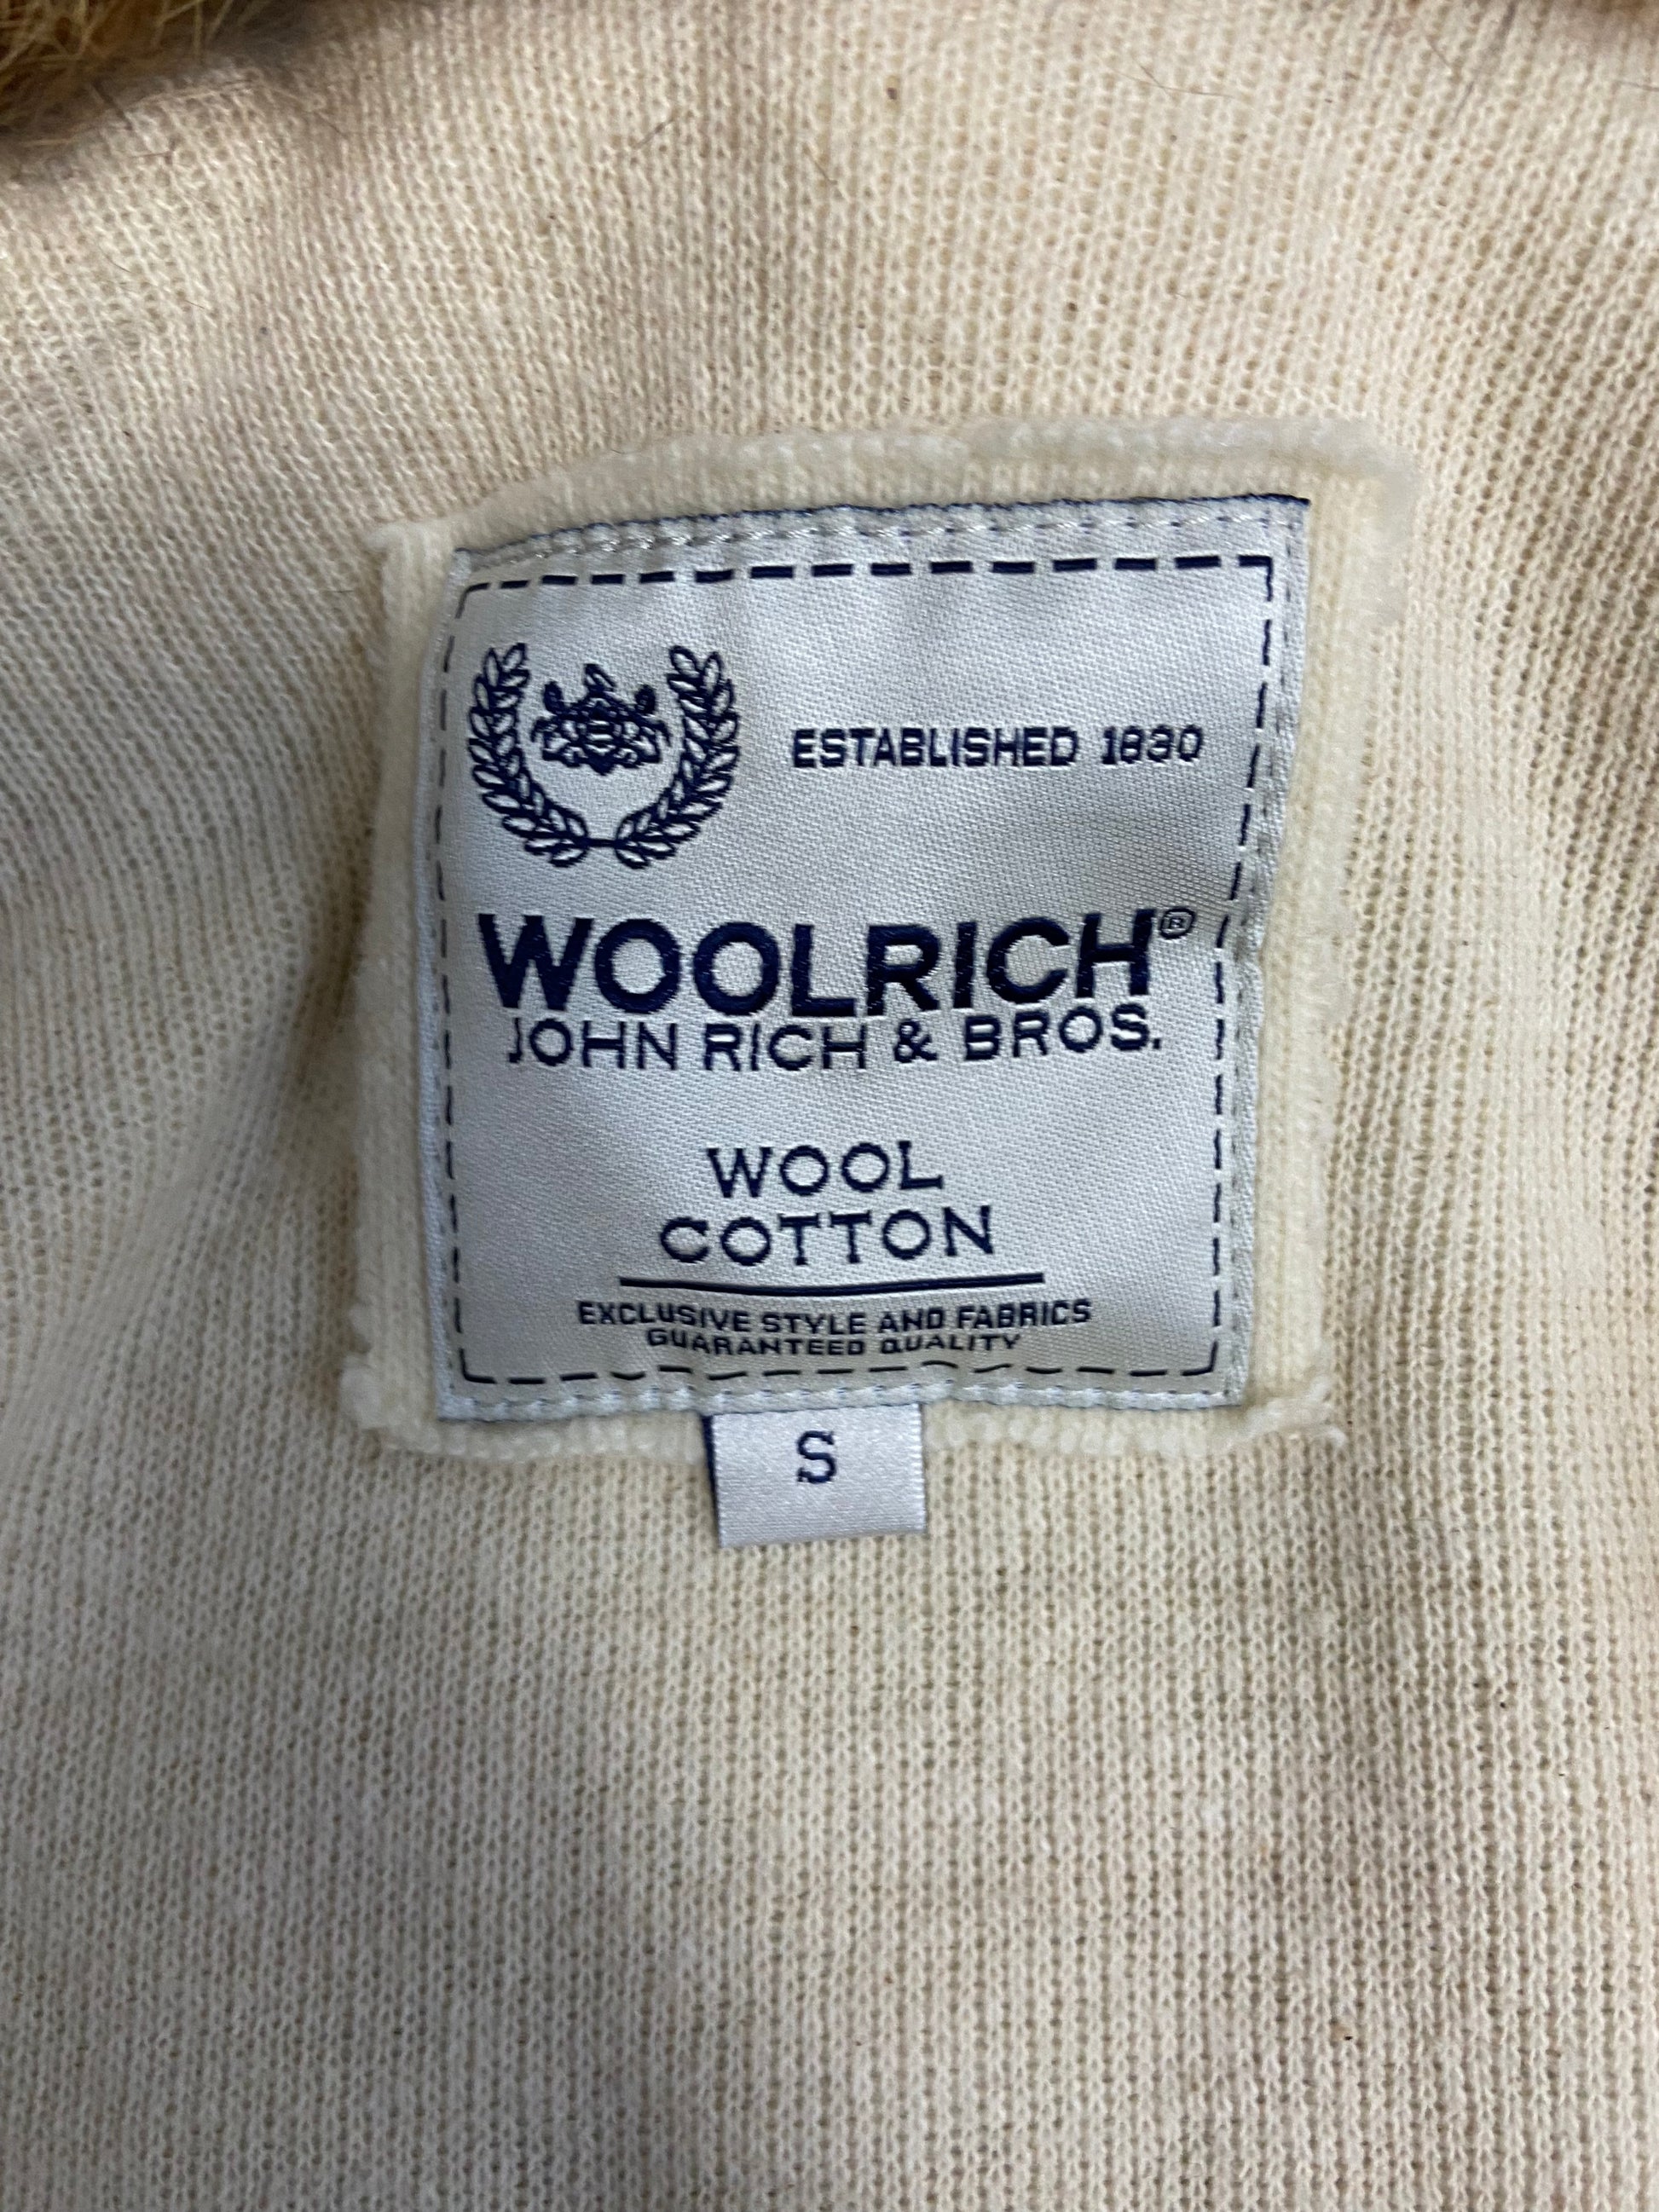 ESTABLISHED 1830
WOOLRICH®
JOHN RICH & BROS.
WOOL
COTTON
EXCLUSIVE STYLE AND FABRICS
GUARANTEED QUALITY
S